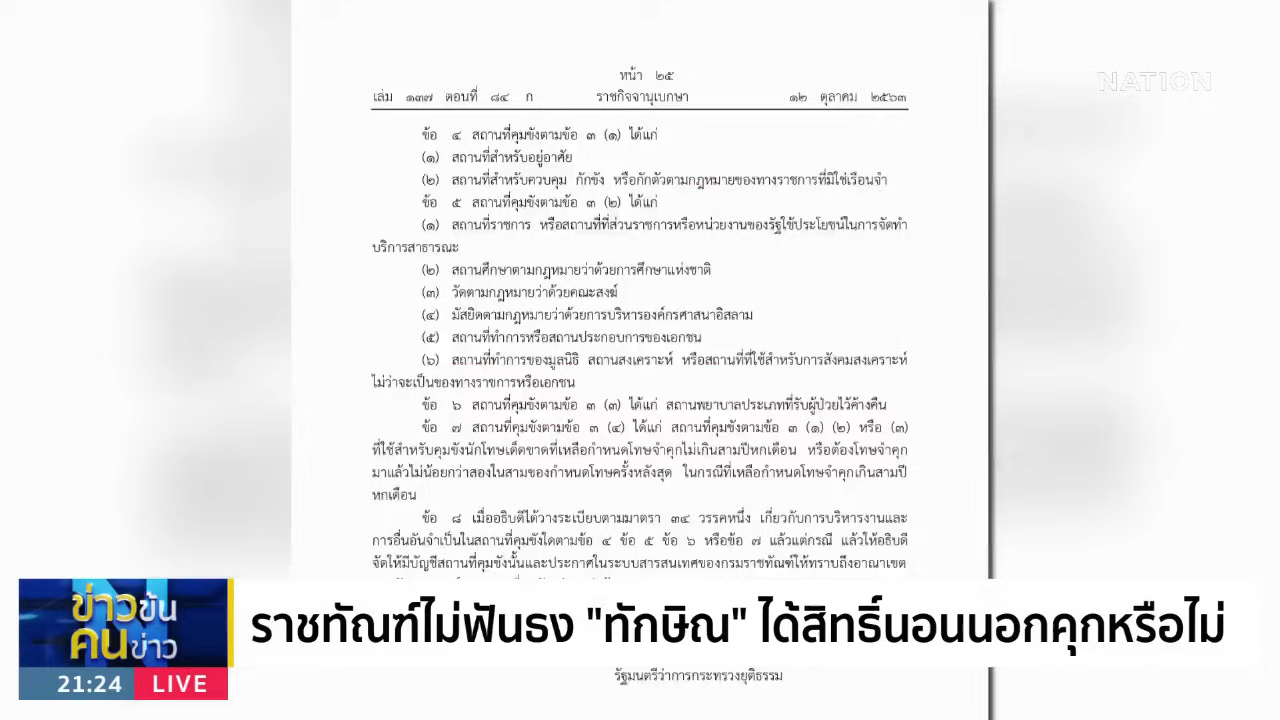 NATION
หน้า ๒๕
เล่ม ๑๓๗ ตอนที่ ๘๔ ก ราชกิจจานุเบกษา ๑๒ ตุลาคม ๒๕๖๓
ข้อ ๔ สถานที่คุมขังตามข้อ ๓ (๑) ได้แก่
(๑) สถานที่สำหรับอยู่อาศัย
(๒) สถานที่สำหรับควบคุม กักขัง หรือกักตัวตามกฎหมายของทางราชการที่มิใช่เรือนจำ
ข้อ ๕ สถานที่คุมขังตามข้อ ๓ (๒) ได้แก่
(๑) สถานที่ราชการ หรือสถานที่ที่ส่วนราชการหรือหน่วยงานของรัฐใช้ประโยชน์ในการจัดทำ
บริการสาธารณะ
(๒) สถานศึกษาตามกฎหมายว่าด้วยการศึกษาแห่งชาติ
(๓) วัดตามกฎหมายว่าด้วยคณะสงฆ์
(๔) มัสยิดตามกฎหมายว่าด้วยการบริหารองค์กรศาสนาอิสลาม
(๕) สถานที่ทำการหรือสถานประกอบการของเอกชน
(๖) สถานที่ทำการของมูลนิธิ สถานสงเคราะห์ หรือสถานที่ที่ใช้สำหรับการสังคมสงเคราะห์
ไม่ว่าจะเป็นของทางราชการหรือเอกชน
ข้อ ๖ สถานที่คุมขังตามข้อ ๓ (๓) ได้แก่ สถานพยาบาลประเภทที่รับผู้ป่วยไว้ค้างคืน
ข้อ ๗ สถานที่คุมขังตามข้อ ๓ (๔) ได้แก่ สถานที่คุมขังตามข้อ ๓ (๑) (๒) หรือ (๓)
ที่ใช้สำหรับคุมขังนักโทษเด็ดขาดที่เหลือกำหนดโทษจำคุกไม่เกินสามปีหกเดือน หรือต้องโทษจำคุก
มาแล้วไม่น้อยกว่าสองในสามของกำหนดโทษครั้งหลังสุด ในกรณีที่เหลือกำหนดโทษจำคุกเกินสามปี
หกเดือน
ข้อ ๘ เมื่ออธิบดีได้วางระเบียบตามมาตรา ๓๔ วรรคหนึ่ง เกี่ยวกับการบริหารงานและ
การอื่นอันจำเป็นในสถานที่คุมขังใดตามข้อ ๔ ข้อ ๕ ข้อ ๖ หรือข้อ ๗ แล้วแต่กรณี แล้วให้อธิบดี
จัดให้มีบัญชีสถานที่คุมขังนั้นและประกาศในระบบสารสนเทศของกรมราชทัณฑ์ให้ทราบถึงอาณาเขต
ข่าวข้น
คนข่าว
ราชทัณฑ์ไม่ฟันธง "ทักษิณ" ได้สิทธิ์นอนนอกคุกหรือไม่
21:24 LIVE
รัฐมนตรีว่าการกระทรวงยุติธรรม